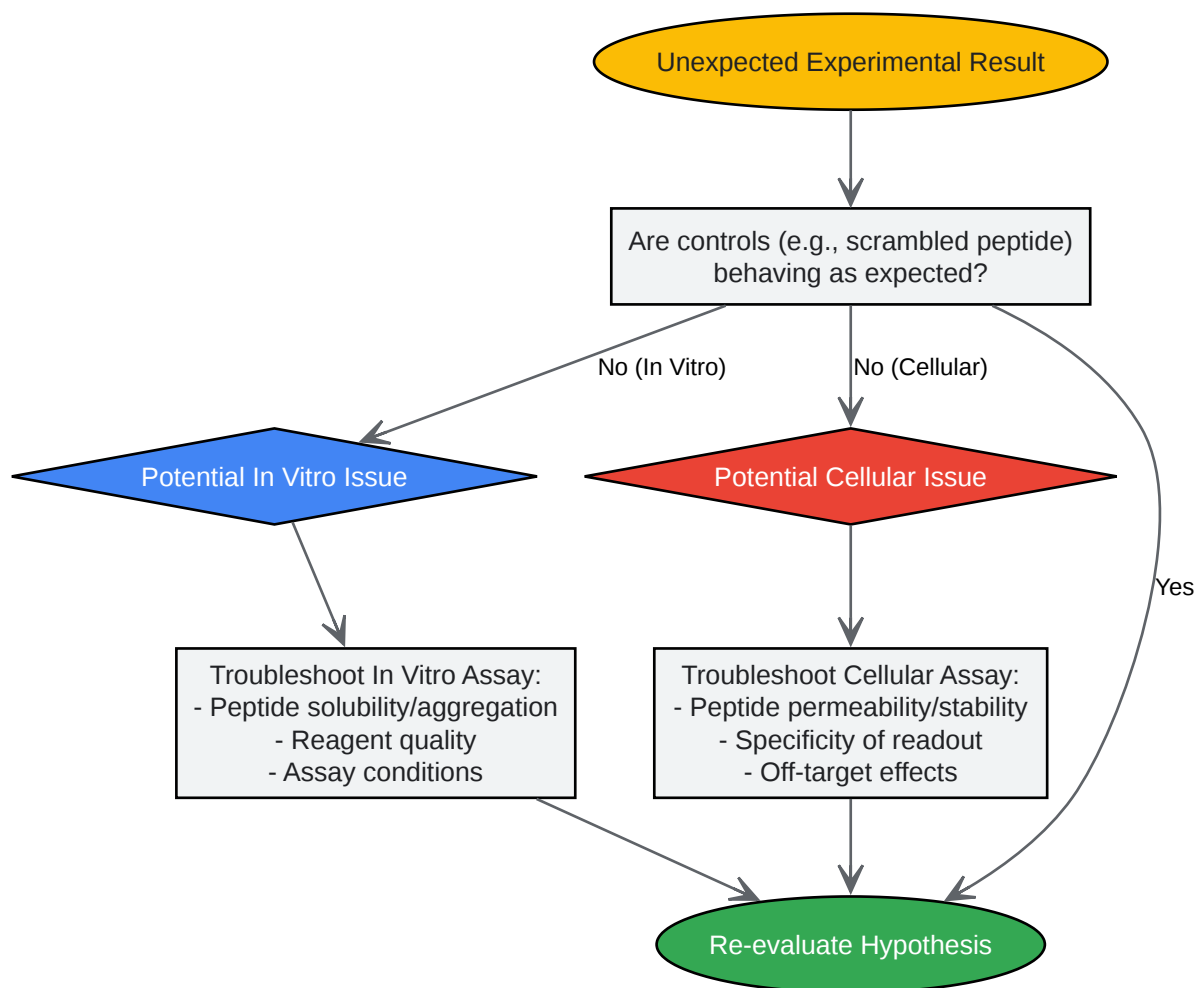 Unexpected Experimental Result
Are controls (e.g., scrambled peptide)
behaving as expected?
No (In Vitro)
No (Cellular)
Potential In Vitro Issue
Potential Cellular Issue
Yes
Troubleshoot In Vitro Assay:
- Peptide solubility/aggregation
- Reagent quality
- Assay conditions
Troubleshoot Cellular Assay:
- Peptide permeability/stability
- Specificity of readout
- Off-target effects
Re-evaluate Hypothesis